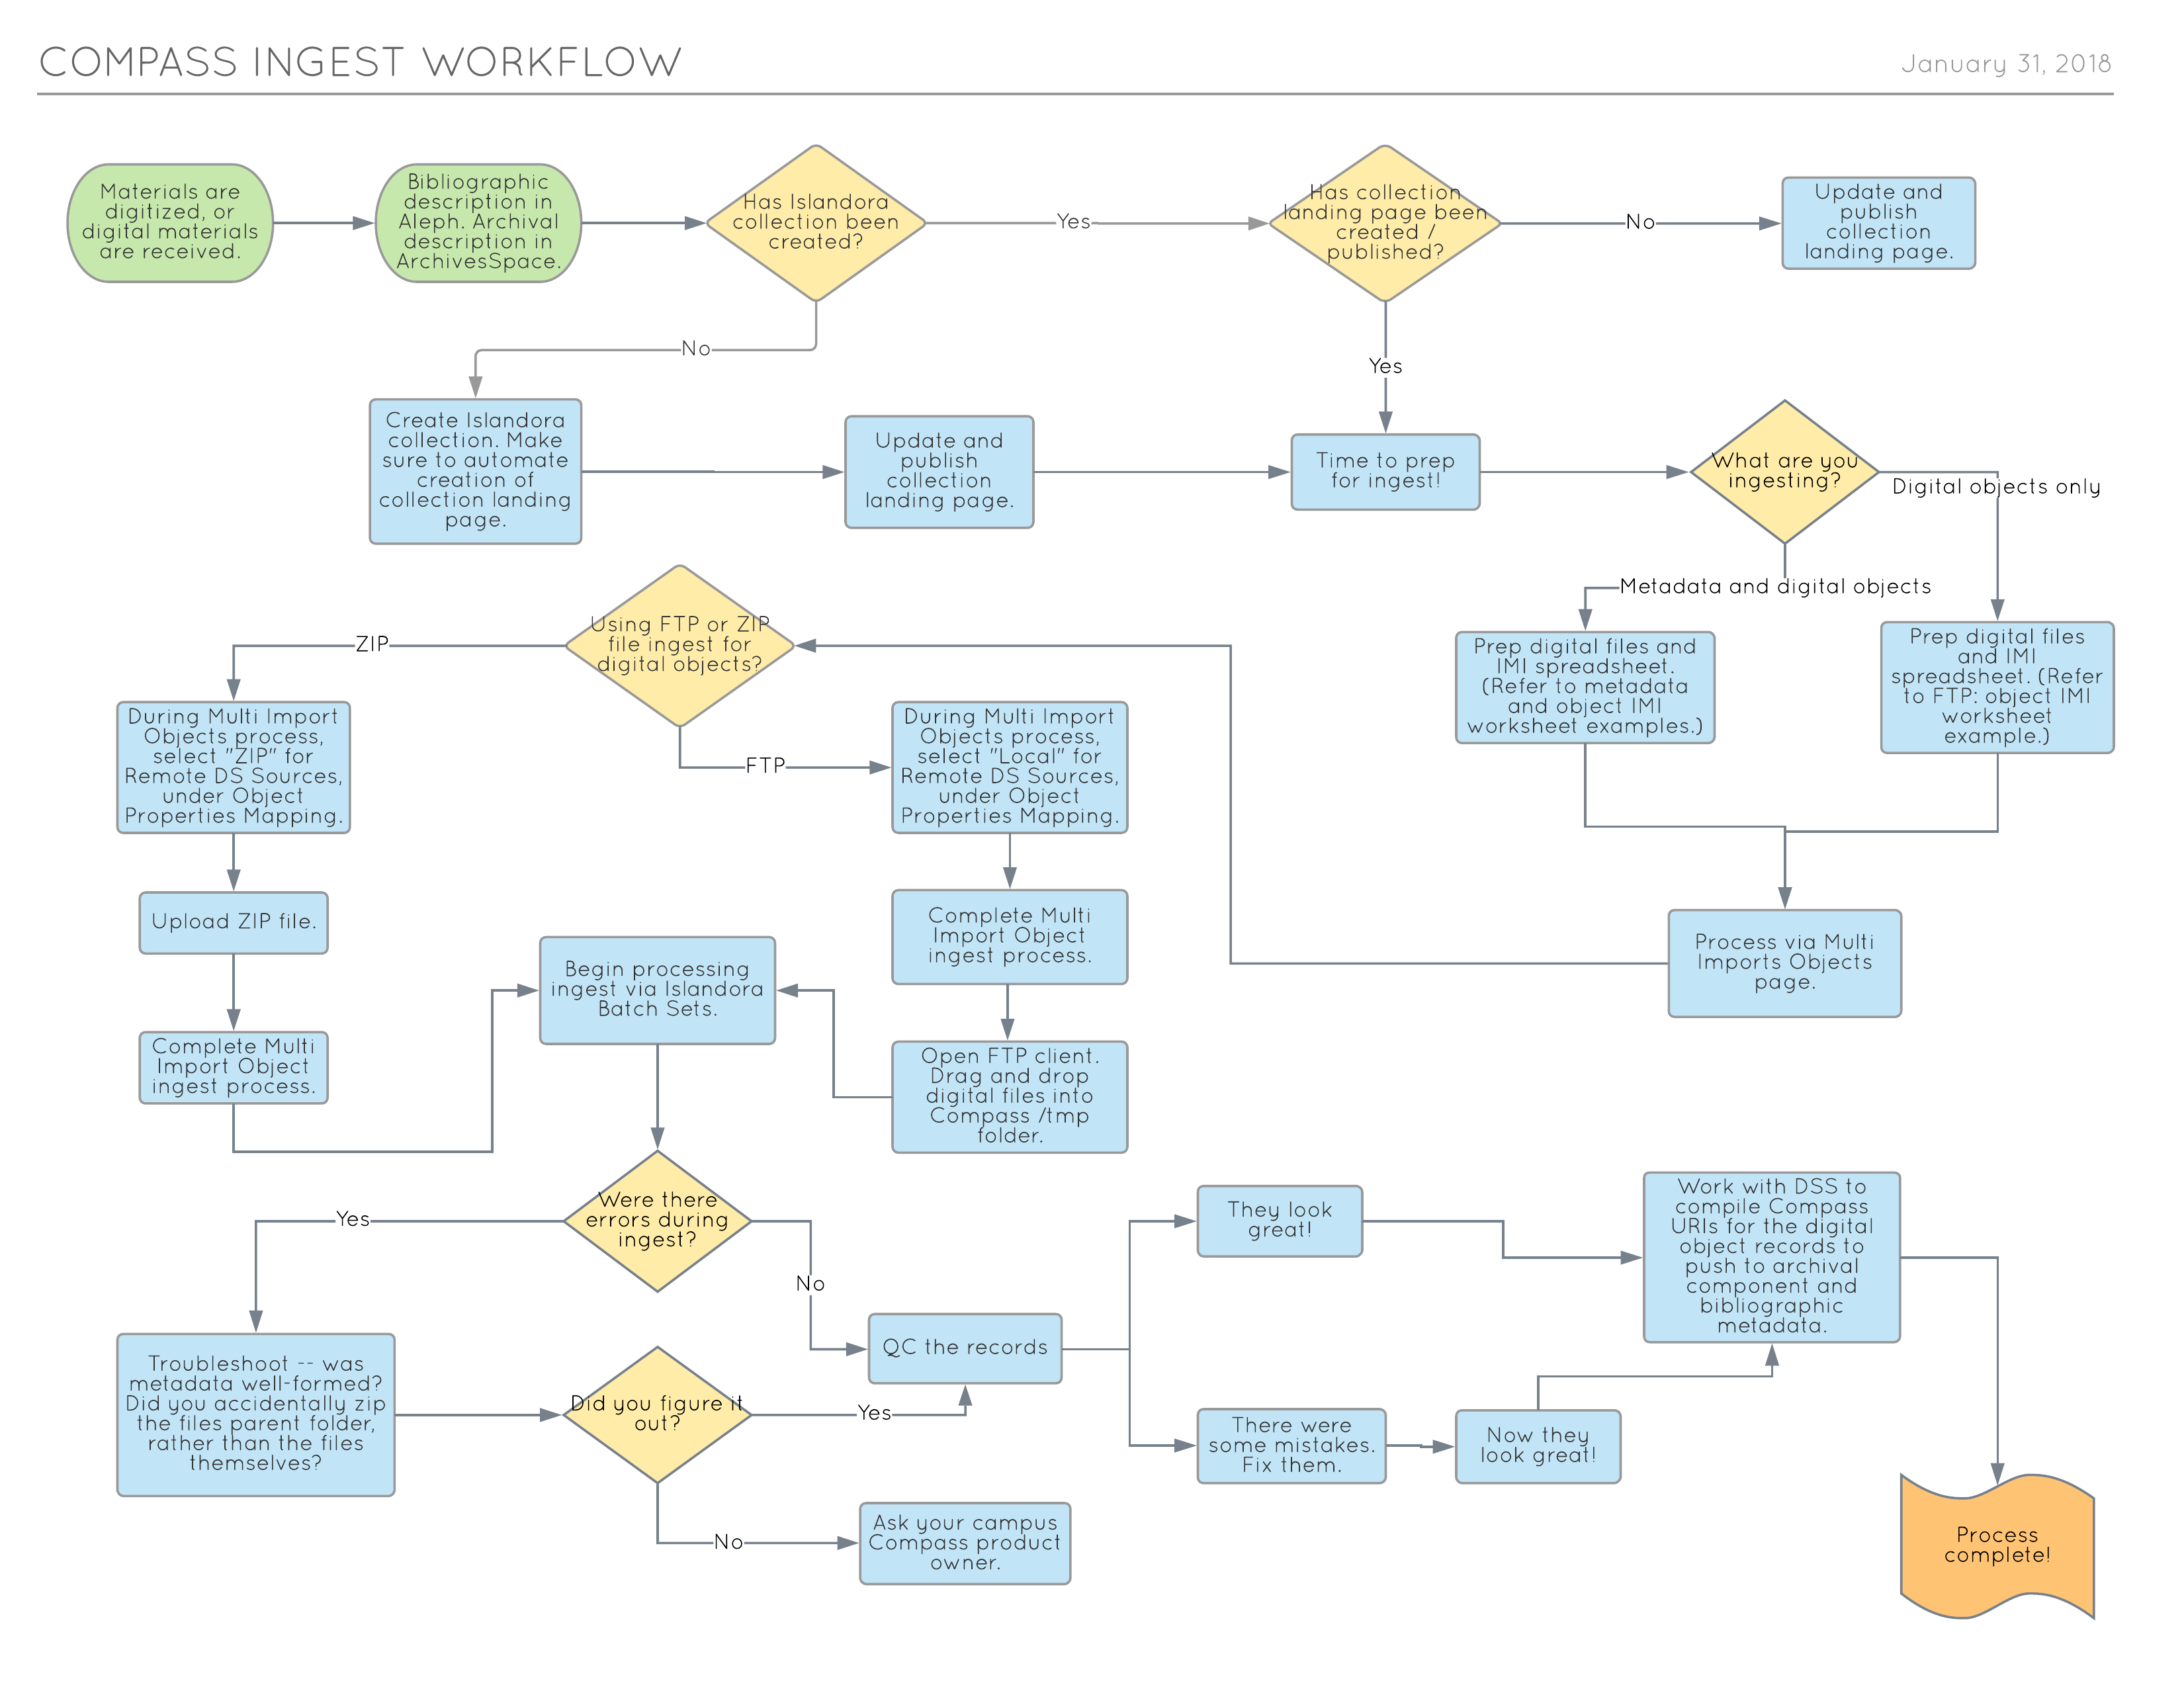 COMPASS INGEST WORKFLOW
January 31, 2018
Materials are
digitized, or
digital materials
are received.
Bibliographic
description in
Aleph. Archival
description in
ArchivesSpace.
Has Islandora
collection been
created?
Yes
Has collection
landing page been
created /
published?
No
Update and
publish
collection
landing page.
No
Yes
Create Islandora
collection. Make
sure to automate
creation of
collection landing
page.
Update and
publish
collection
landing page.
Time to prep
for ingest!
What are you
ingesting?
Digital objects only
Metadata and digital objects
Prep digital files and
IMI spreadsheet.
(Refer to metadata
and object IMI
worksheet examples.)
Prep digital files
and IMI
spreadsheet. (Refer
to FTP: object IMI
worksheet
example.)
Process via Multi
Imports Objects
page.
Using FTP or ZIP
file ingest for
digital objects?
ZIP
FTP
During Multi Import
Objects process,
select "ZIP" for
Remote DS Sources,
under Object
Properties Mapping.
During Multi Import
Objects process,
select "Local" for
Remote DS Sources,
under Object
Properties Mapping.
Upload ZIP file.
Complete Multi
Import Object
ingest process.
Complete Multi
Import Object
ingest process.
Open FTP client.
Drag and drop
digital files into
Compass /tmp
folder.
Begin processing
ingest via Islandora
Batch Sets.
Were there
errors during
ingest?
Yes
No
Troubleshoot -- was
metadata well-formed?
Did you accidentally zip
the files parent folder,
rather than the files
themselves?
Did you figure it
out?
Yes
No
Ask your campus
Compass product
owner.
QC the records
They look
great!
There were
some mistakes.
Fix them.
Now they
look great!
Work with DSS to
compile Compass
URIs for the digital
object records to
push to archival
component and
bibliographic
metadata.
Process
complete!